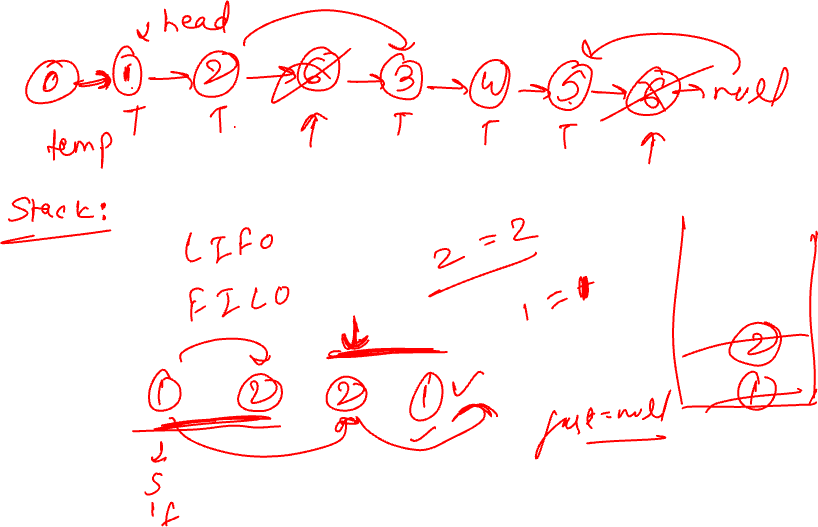 head
0 1 2 6 3 4 5 6 null
T T. T T T
temp
Stack:
LIFO
FILO
2 = 2
1 =
1 2 2 1
2
1
fast = null
S
1f